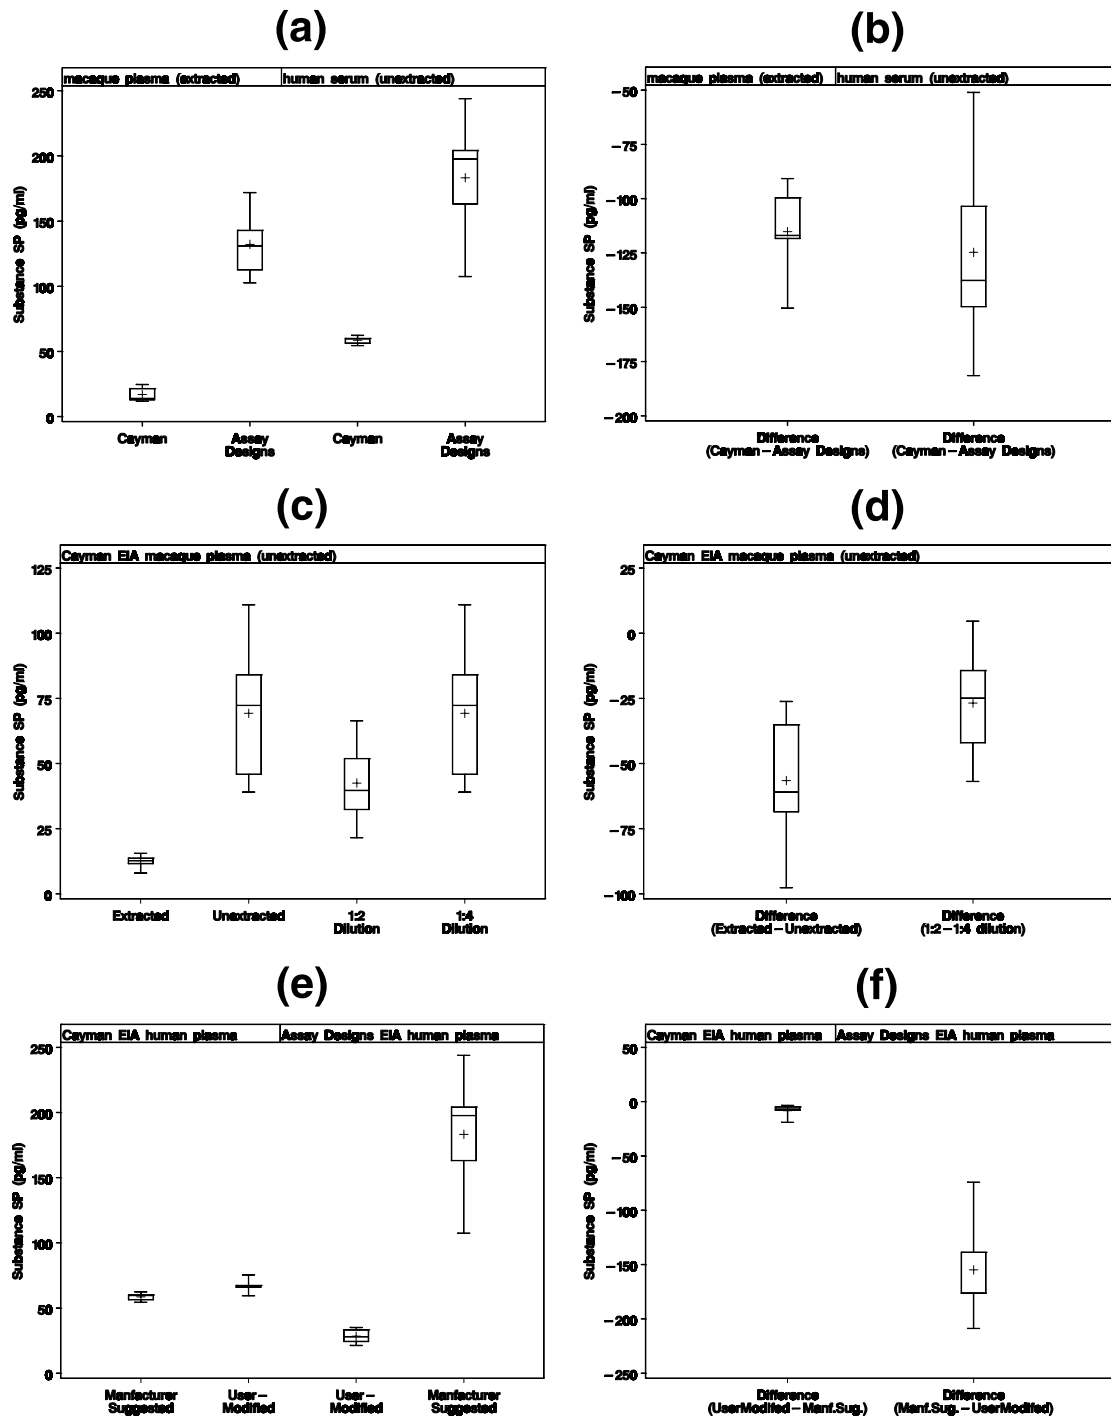 (a)
macaque plasma (extracted) human serum (unextracted)
Substance SP (pg/ml)
250
200
150
100
50
0
Cayman Assay Designs Cayman Assay Designs
(b)
macaque plasma (extracted) human serum (unextracted)
Substance SP (pg/ml)
−50
−75
−100
−125
−150
−175
−200
Difference Difference
(Cayman−Assay Designs) (Cayman−Assay Designs)
(c)
Cayman EIA macaque plasma (unextracted)
Substance SP (pg/ml)
125
100
75
50
25
0
Extracted Unextracted 1:2 Dilution 1:4 Dilution
(d)
Cayman EIA macaque plasma (unextracted)
Substance SP (pg/ml)
25
0
−25
−50
−75
−100
Difference Difference
(Extracted−Unextracted) (1:2−1:4 dilution)
(e)
Cayman EIA human plasma Assay Designs EIA human plasma
Substance SP (pg/ml)
250
200
150
100
50
0
Manfacturer User− User− Manfacturer
Suggested Modified Modified Suggested
(f)
Cayman EIA human plasma Assay Designs EIA human plasma
Substance SP (pg/ml)
50
0
−50
−100
−150
−200
−250
Difference Difference
(UserModifed−Manf.Sug.) (Manf.Sug.−UserModifed)